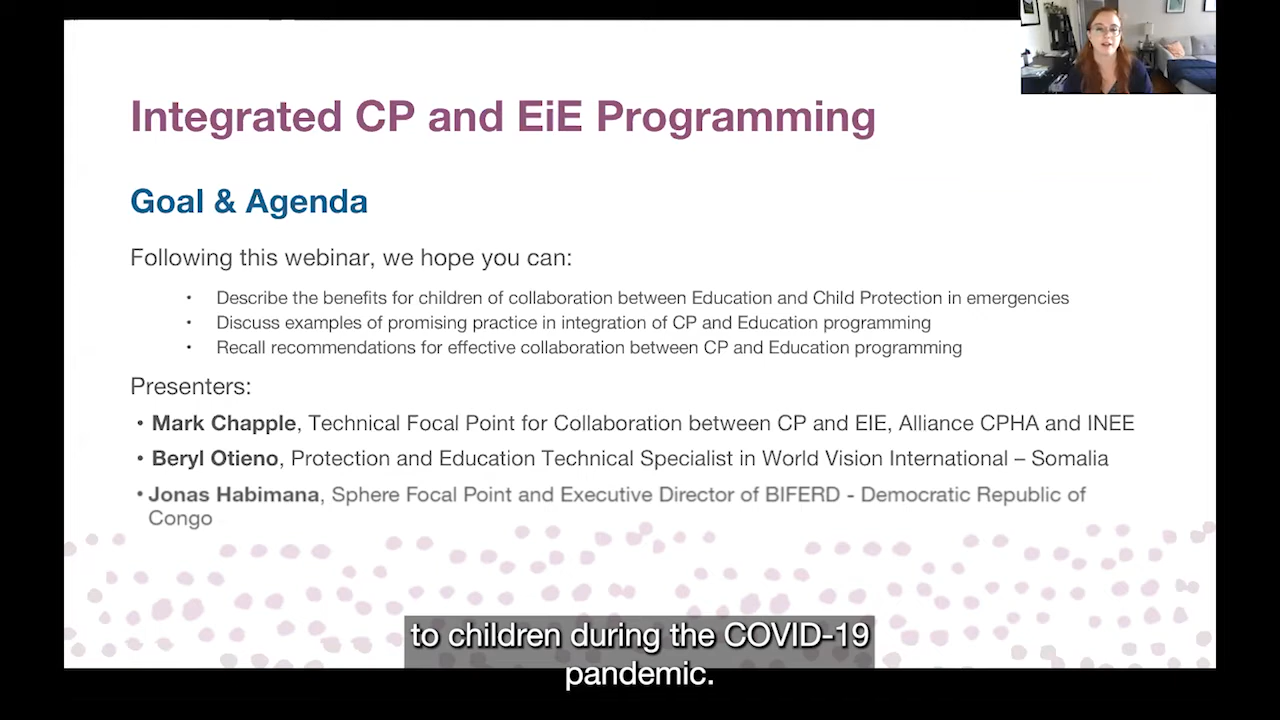 Integrated CP and EiE Programming
Goal & Agenda
Following this webinar, we hope you can:
• Describe the benefits for children of collaboration between Education and Child Protection in emergencies
• Discuss examples of promising practice in integration of CP and Education programming
• Recall recommendations for effective collaboration between CP and Education programming
Presenters:
• Mark Chapple, Technical Focal Point for Collaboration between CP and EIE, Alliance CPHA and INEE
• Beryl Otieno, Protection and Education Technical Specialist in World Vision International – Somalia
• Jonas Habimana, Sphere Focal Point and Executive Director of BIFERD - Democratic Republic of
Congo
to children during the COVID-19
pandemic.